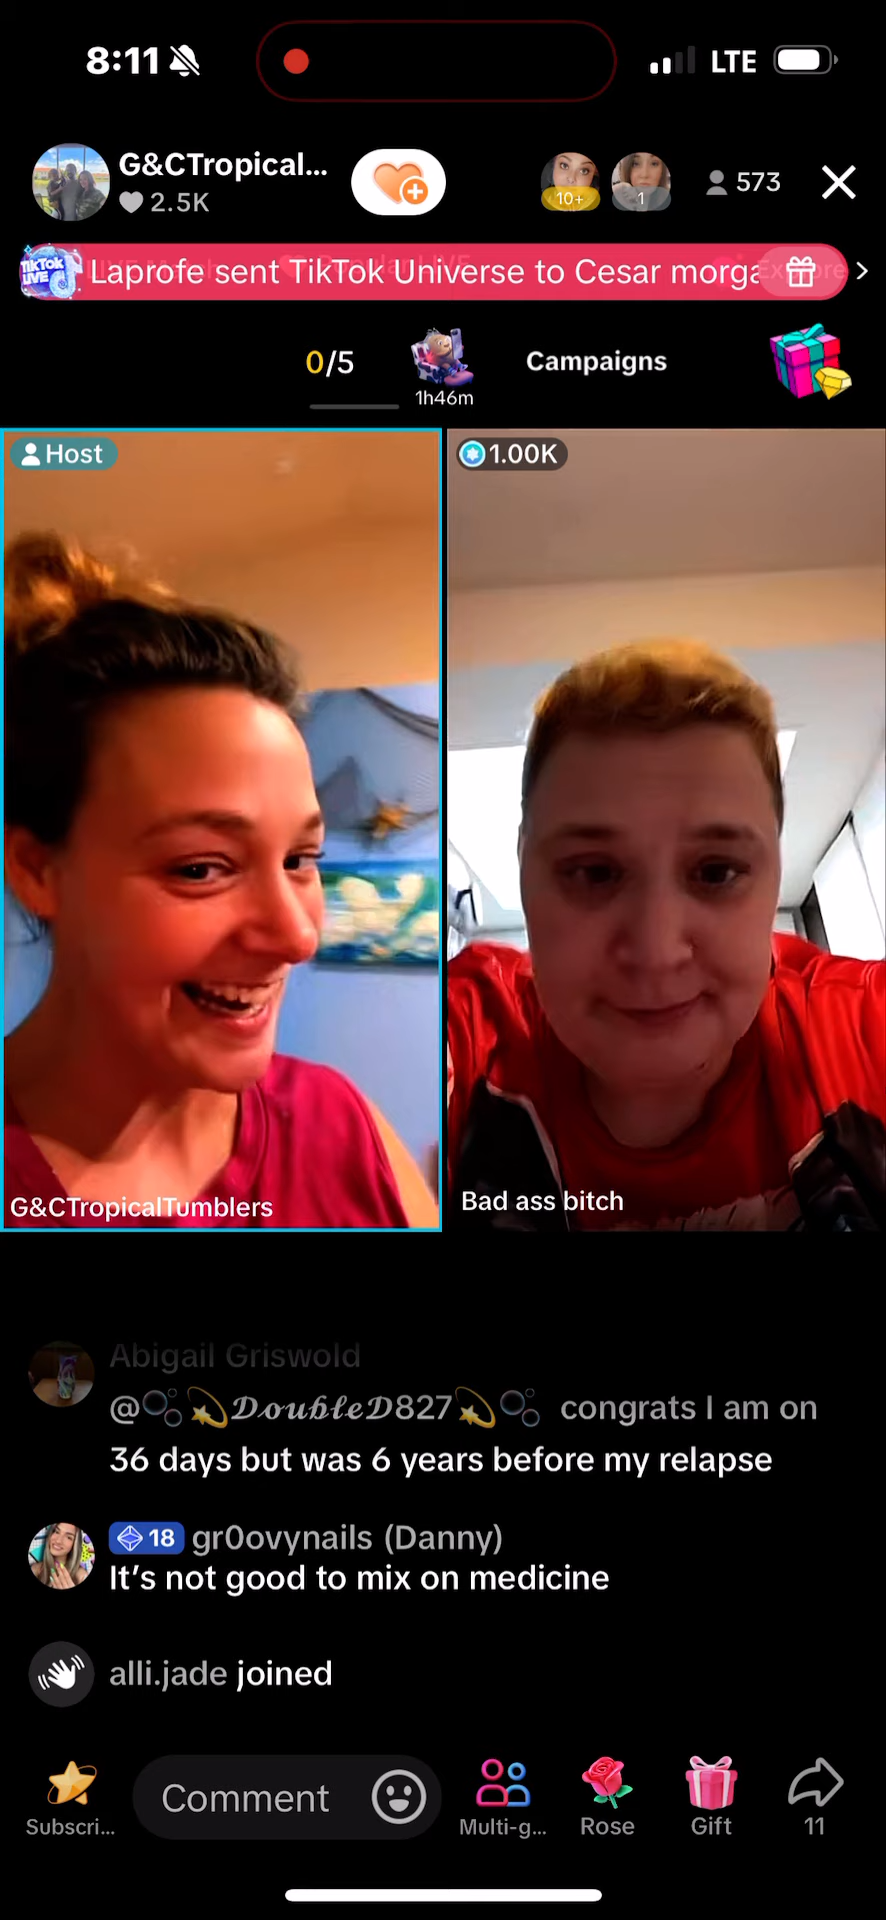 8:11
LTE
G&CTropical...
2.5K
10+
1
573
TikTok
LIVE
Laprofe sent TikTok Universe to Cesar morga
0/5
1h46m
Campaigns
Host
1.00K
G&CTropicalTumblers
Bad ass bitch
Abigail Griswold
@🫧💫𝓓𝓸𝓾𝓫𝓵𝓮𝓓827💫🫧 congrats I am on
36 days but was 6 years before my relapse
18 gr0ovynails (Danny)
It’s not good to mix on medicine
alli.jade joined
Subscri...
Comment
Multi-g...
Rose
Gift
11